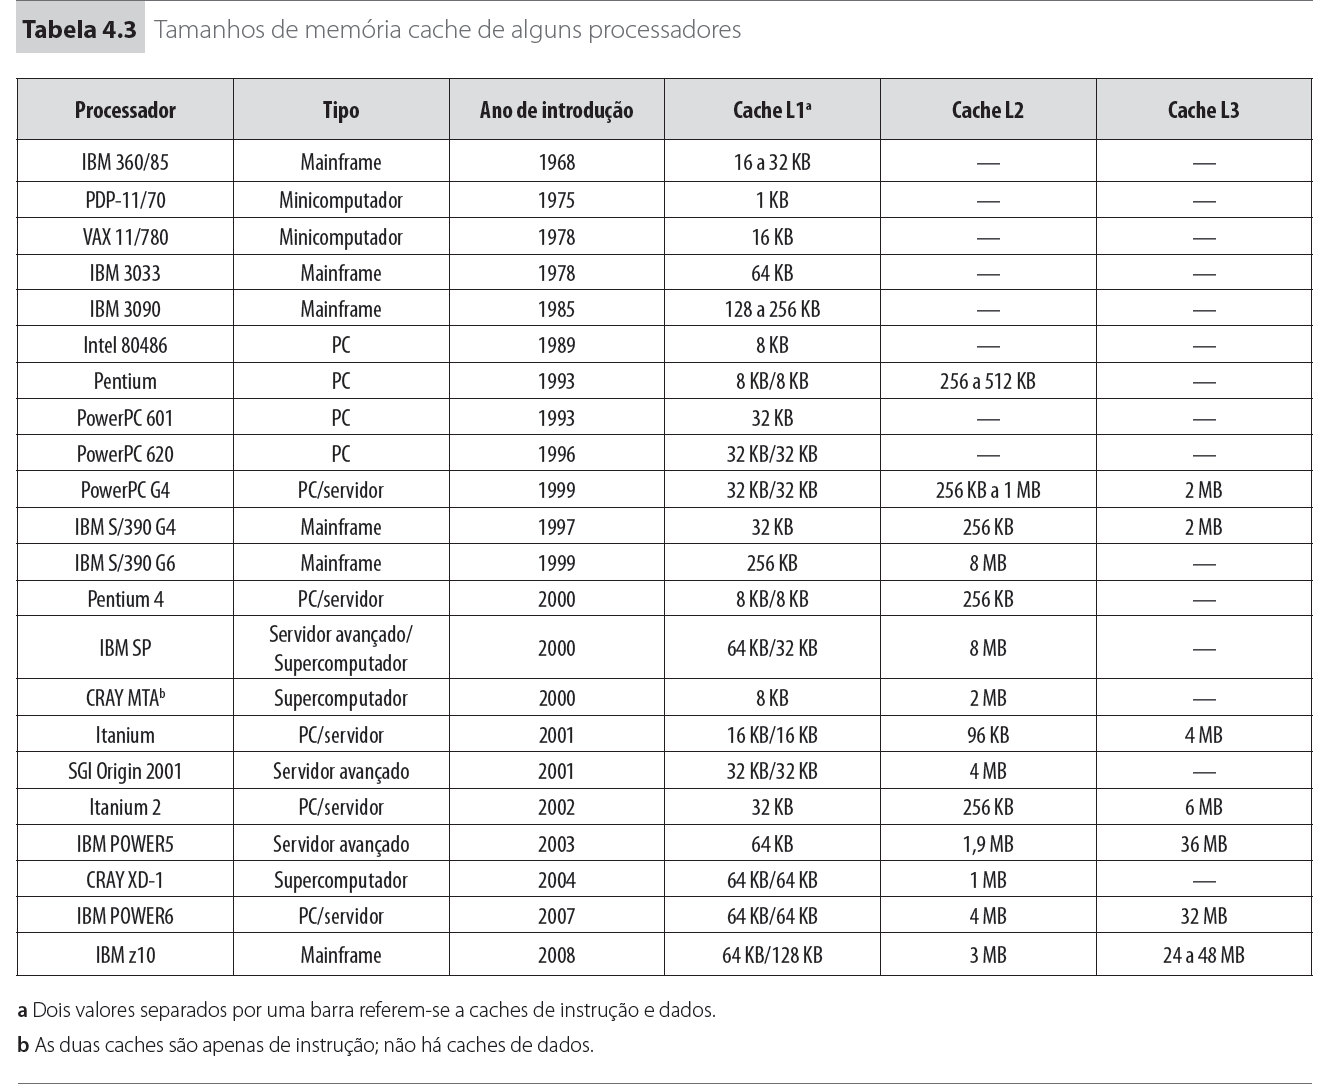 Tabela 4.3 Tamanhos de memória cache de alguns processadores
Processador Tipo Ano de introdução Cache L1ª Cache L2 Cache L3
IBM 360/85 Mainframe 1968 16 a 32 KB — —
PDP-11/70 Minicomputador 1975 1 KB — —
VAX 11/780 Minicomputador 1978 16 KB — —
IBM 3033 Mainframe 1978 64 KB — —
IBM 3090 Mainframe 1985 128 a 256 KB — —
Intel 80486 PC 1989 8 KB — —
Pentium PC 1993 8 KB/8 KB 256 a 512 KB —
PowerPC 601 PC 1993 32 KB — —
PowerPC 620 PC 1996 32 KB/32 KB — —
PowerPC G4 PC/servidor 1999 32 KB/32 KB 256 KB a 1 MB 2 MB
IBM S/390 G4 Mainframe 1997 32 KB 256 KB 2 MB
IBM S/390 G6 Mainframe 1999 256 KB 8 MB —
Pentium 4 PC/servidor 2000 8 KB/8 KB 256 KB —
IBM SP Servidor avançado/ Supercomputador 2000 64 KB/32 KB 8 MB —
CRAY MTAᵇ Supercomputador 2000 8 KB 2 MB —
Itanium PC/servidor 2001 16 KB/16 KB 96 KB 4 MB
SGI Origin 2001 Servidor avançado 2001 32 KB/32 KB 4 MB —
Itanium 2 PC/servidor 2002 32 KB 256 KB 6 MB
IBM POWER5 Servidor avançado 2003 64 KB 1,9 MB 36 MB
CRAY XD-1 Supercomputador 2004 64 KB/64 KB 1 MB —
IBM POWER6 PC/servidor 2007 64 KB/64 KB 4 MB 32 MB
IBM z10 Mainframe 2008 64 KB/128 KB 3 MB 24 a 48 MB
a Dois valores separados por uma barra referem-se a caches de instrução e dados.
b As duas caches são apenas de instrução; não há caches de dados.